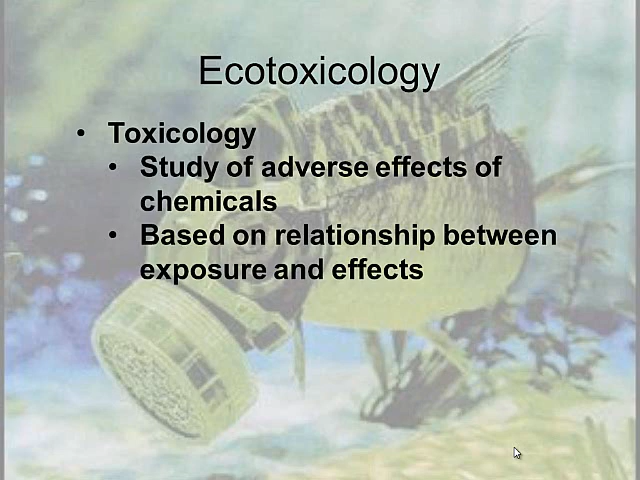 Ecotoxicology
• Toxicology
• Study of adverse effects of
chemicals
• Based on relationship between
exposure and effects